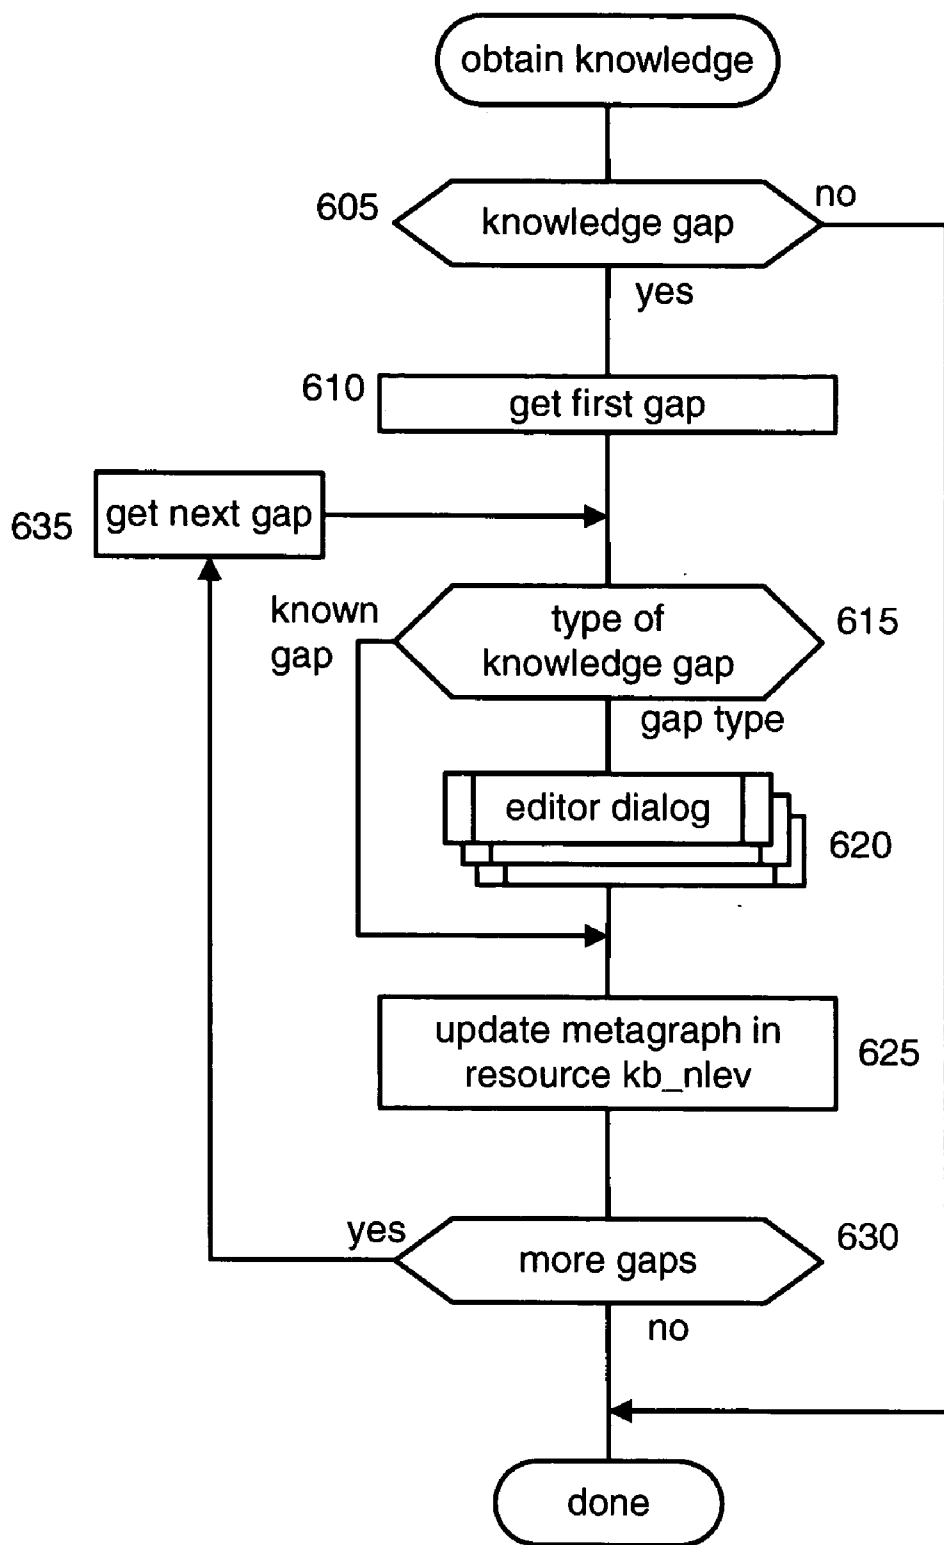 obtain knowledge
605
knowledge gap
no
yes
610
get first gap
635
get next gap
known
gap
type of
knowledge gap
615
gap type
editor dialog
620
update metagraph in
resource kb_nlev
625
yes
more gaps
630
no
done